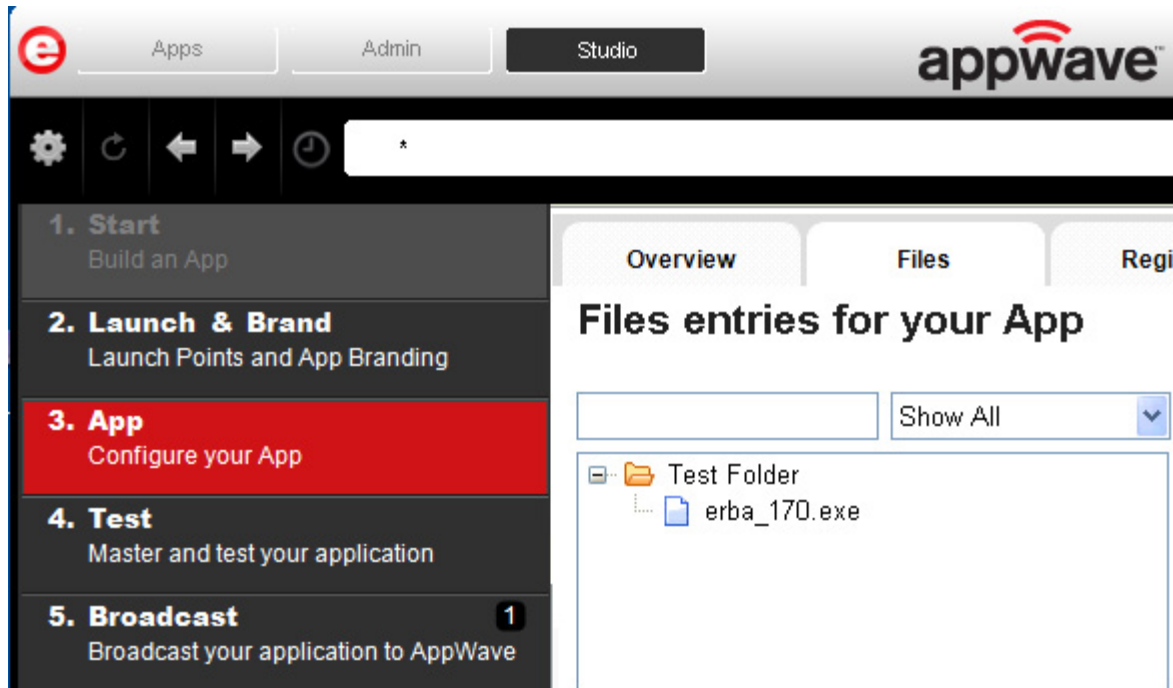 e Apps Admin Studio appwave™
*
1. Start
Build an App
2. Launch & Brand
Launch Points and App Branding
3. App
Configure your App
4. Test
Master and test your application
5. Broadcast 1
Broadcast your application to AppWave
Overview Files Regi
Files entries for your App
Show All
Test Folder
erba_170.exe